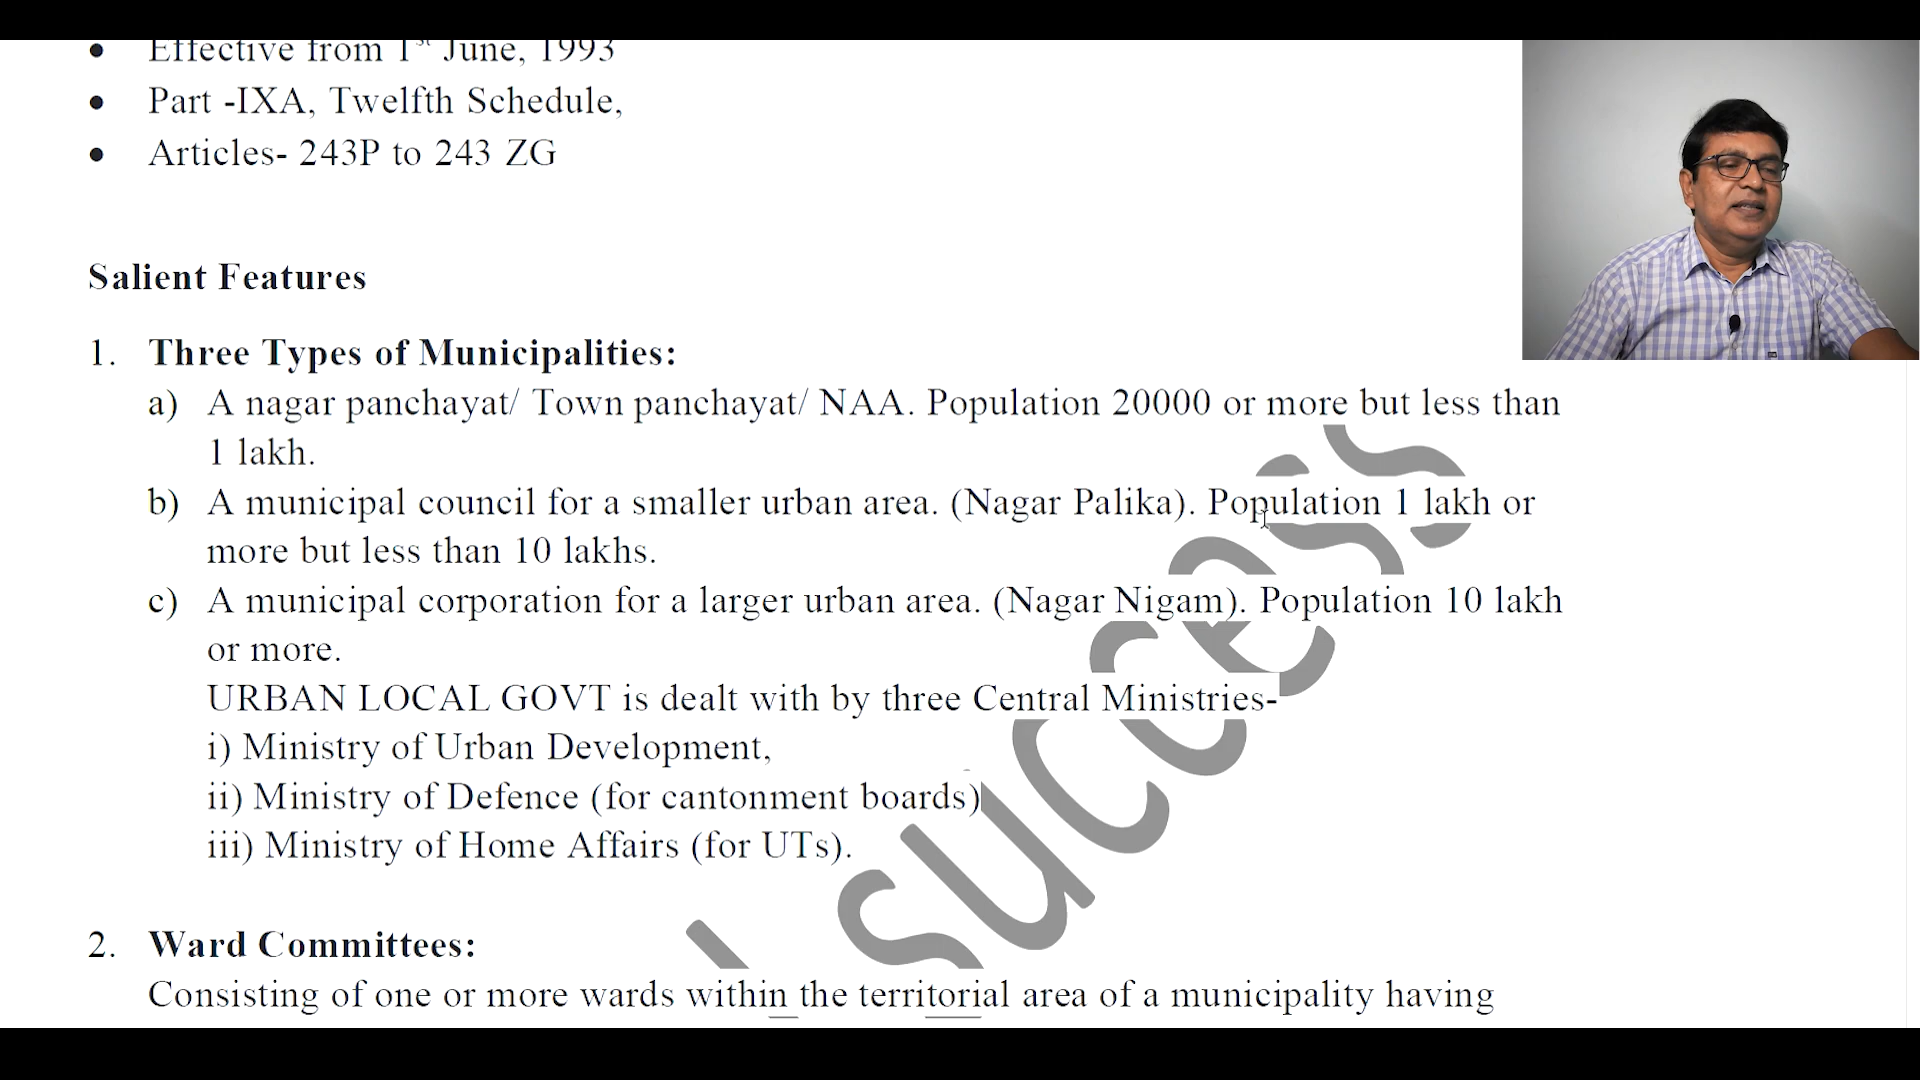 • Effective from 1st June, 1993
• Part -IXA, Twelfth Schedule,
• Articles- 243P to 243 ZG
Salient Features
1. Three Types of Municipalities:
a) A nagar panchayat/ Town panchayat/ NAA. Population 20000 or more but less than
1 lakh.
b) A municipal council for a smaller urban area. (Nagar Palika). Population 1 lakh or
more but less than 10 lakhs.
c) A municipal corporation for a larger urban area. (Nagar Nigam). Population 10 lakh
or more.
URBAN LOCAL GOVT is dealt with by three Central Ministries-
i) Ministry of Urban Development,
ii) Ministry of Defence (for cantonment boards)
iii) Ministry of Home Affairs (for UTs).
2. Ward Committees:
Consisting of one or more wards within the territorial area of a municipality having
success